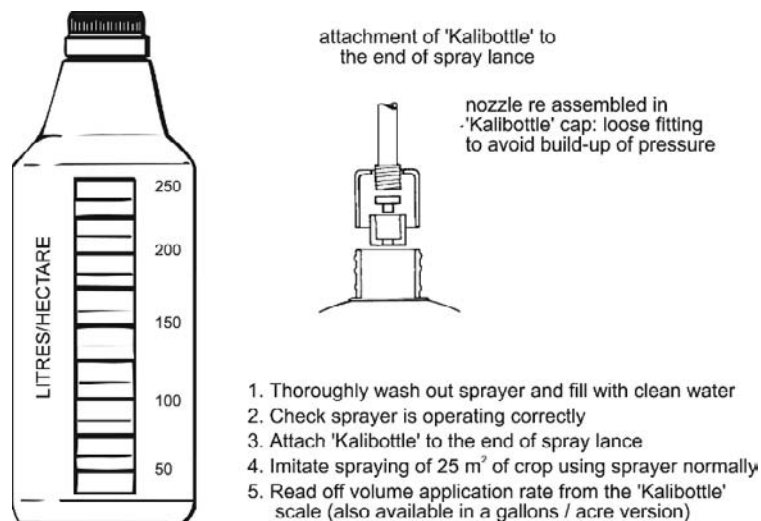 attachment of 'Kalibottle' to
the end of spray lance
nozzle re assembled in
'Kalibottle' cap: loose fitting
to avoid build-up of pressure
LITRES/HECTARE
250
200
150
100
50
1. Thoroughly wash out sprayer and fill with clean water
2. Check sprayer is operating correctly
3. Attach 'Kalibottle' to the end of spray lance
4. Imitate spraying of 25 m² of crop using sprayer normally
5. Read off volume application rate from the 'Kalibottle'
scale (also available in a gallons / acre version)